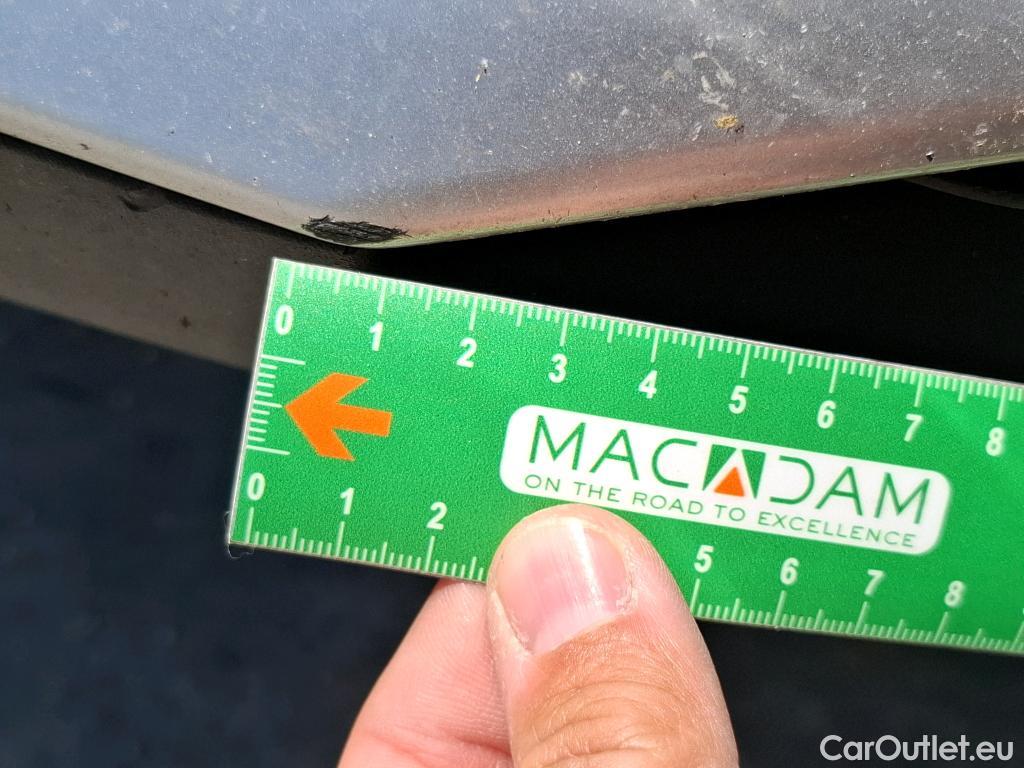 0 1 2 3 4 5 6 7 8
MACADAM
ON THE ROAD TO EXCELLENCE
0 1 2 5 6 7 8
CarOutlet.eu